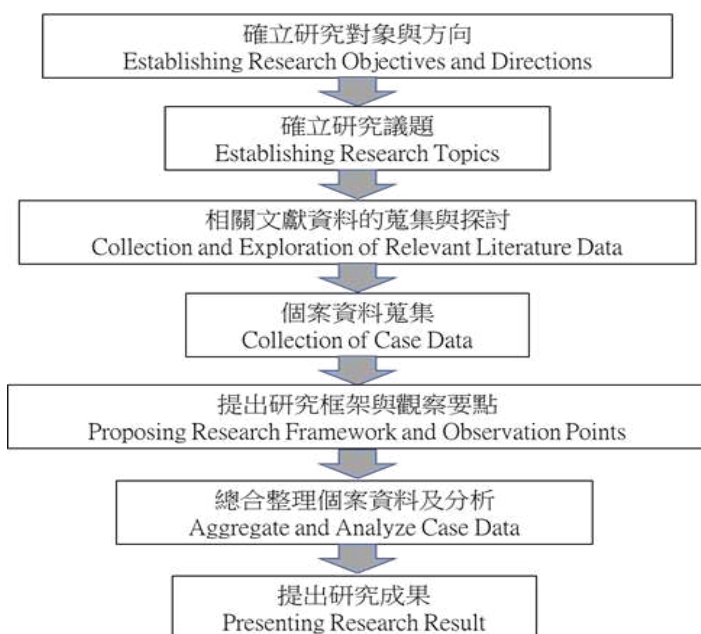 確立研究對象與方向
Establishing Research Objectives and Directions
確立研究議題
Establishing Research Topics
相關文獻資料的蒐集與探討
Collection and Exploration of Relevant Literature Data
個案資料蒐集
Collection of Case Data
提出研究框架與觀察要點
Proposing Research Framework and Observation Points
總合整理個案資料及分析
Aggregate and Analyze Case Data
提出研究成果
Presenting Research Result